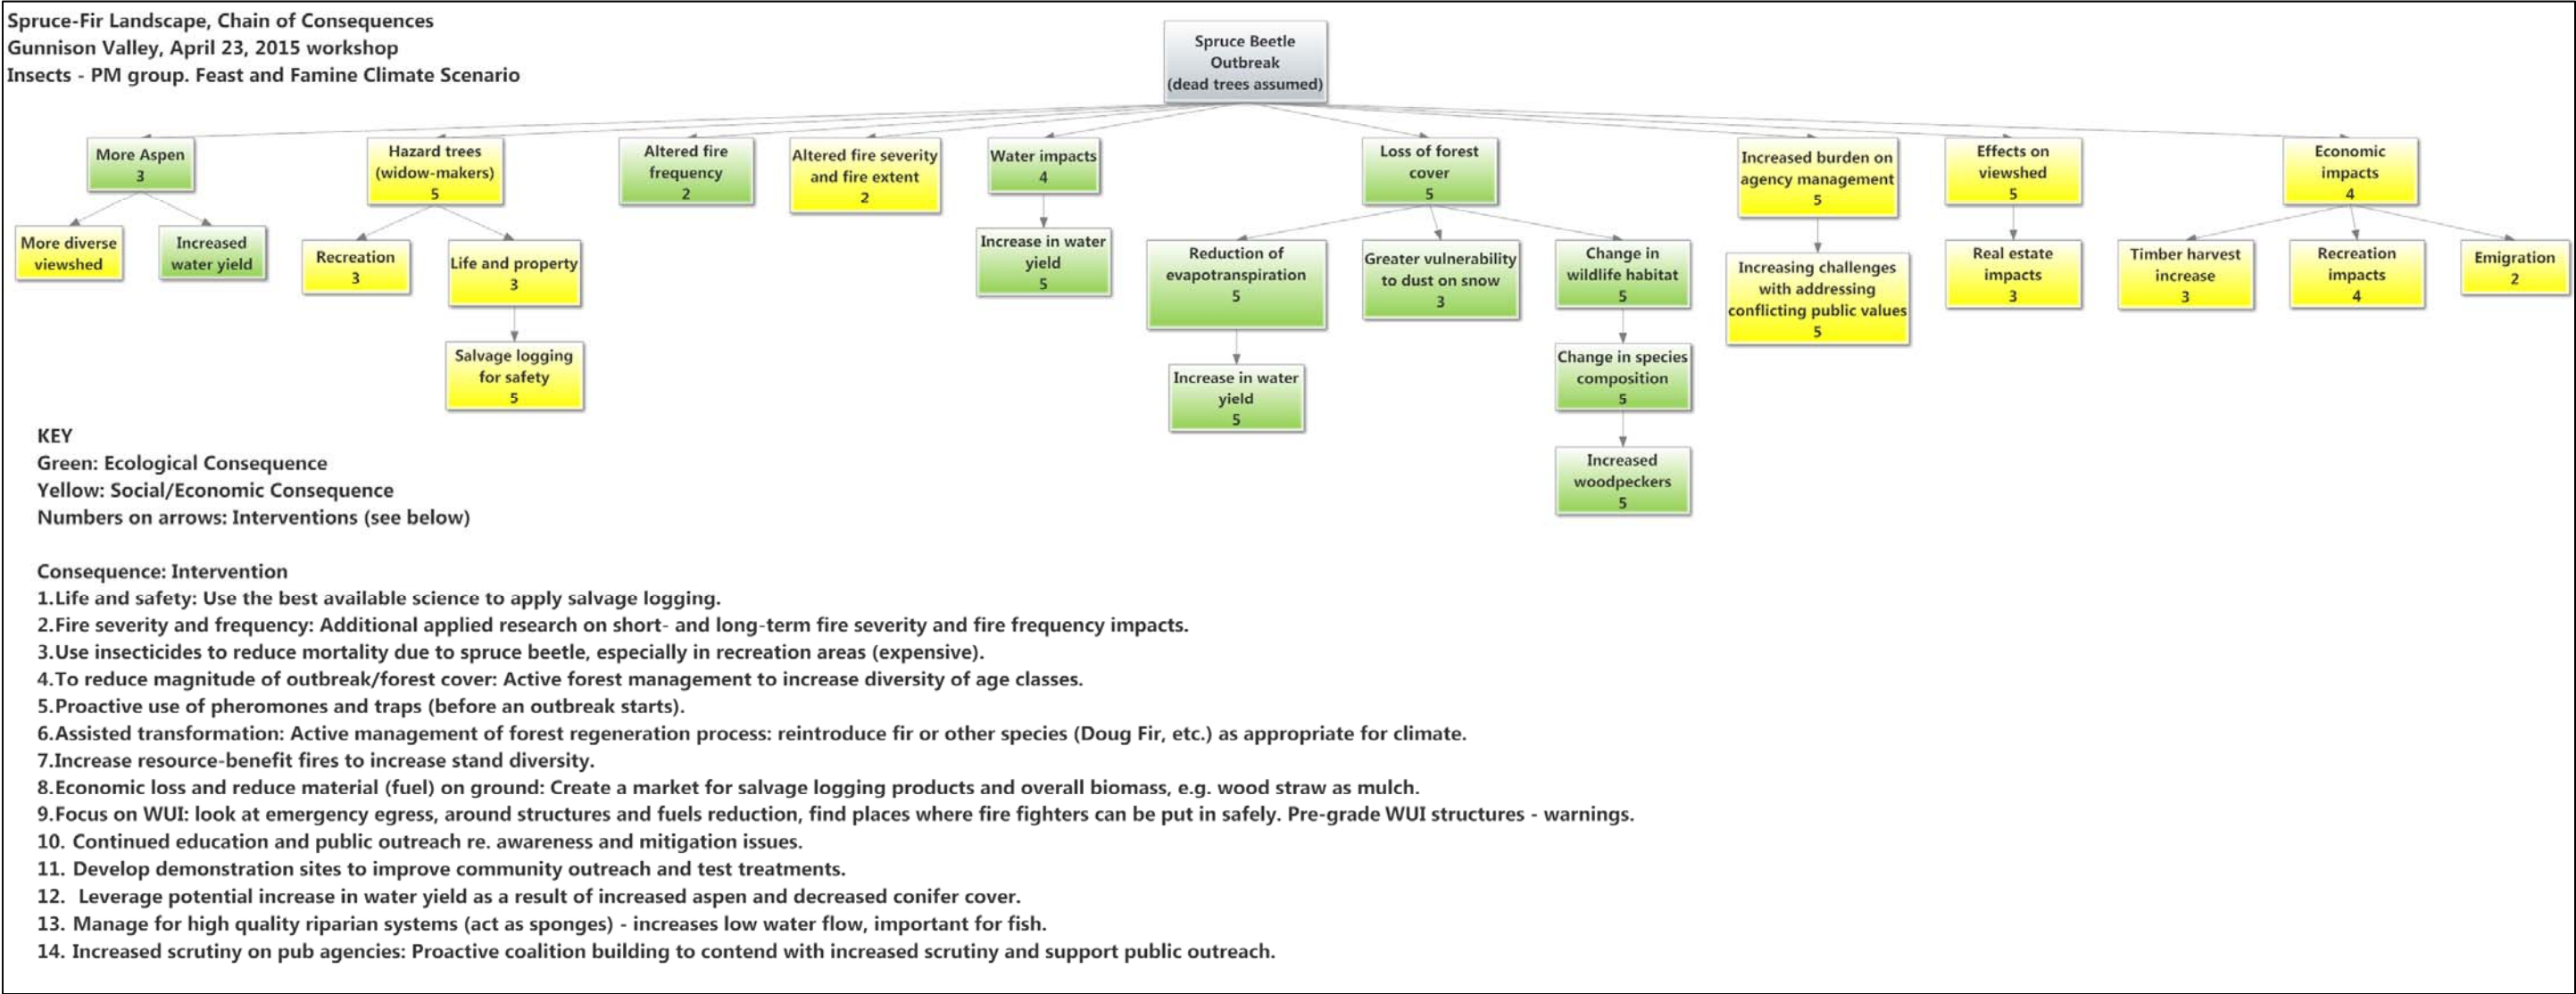 Spruce-Fir Landscape, Chain of Consequences
Gunnison Valley, April 23, 2015 workshop
Insects - PM group. Feast and Famine Climate Scenario
Spruce Beetle
Outbreak
(dead trees assumed)
More Aspen
3
Hazard trees
(widow-makers)
5
Altered fire
frequency
2
Altered fire severity
and fire extent
2
Water impacts
4
Loss of forest
cover
5
Increased burden on
agency management
5
Effects on
viewshed
5
Economic
impacts
4
More diverse
viewshed
Increased
water yield
Recreation
3
Life and property
3
Increase in water
yield
5
Reduction of
evapotranspiration
5
Greater vulnerability
to dust on snow
3
Change in
wildlife habitat
5
Increasing challenges
with addressing
conflicting public values
5
Real estate
impacts
3
Timber harvest
increase
3
Recreation
impacts
4
Emigration
2
Salvage logging
for safety
5
Increase in water
yield
5
Change in species
composition
5
Increased
woodpeckers
5
KEY
Green: Ecological Consequence
Yellow: Social/Economic Consequence
Numbers on arrows: Interventions (see below)
Consequence: Intervention
1.Life and safety: Use the best available science to apply salvage logging.
2.Fire severity and frequency: Additional applied research on short- and long-term fire severity and fire frequency impacts.
3.Use insecticides to reduce mortality due to spruce beetle, especially in recreation areas (expensive).
4.To reduce magnitude of outbreak/forest cover: Active forest management to increase diversity of age classes.
5.Proactive use of pheromones and traps (before an outbreak starts).
6.Assisted transformation: Active management of forest regeneration process: reintroduce fir or other species (Doug Fir, etc.) as appropriate for climate.
7.Increase resource-benefit fires to increase stand diversity.
8.Economic loss and reduce material (fuel) on ground: Create a market for salvage logging products and overall biomass, e.g. wood straw as mulch.
9.Focus on WUI: look at emergency egress, around structures and fuels reduction, find places where fire fighters can be put in safely. Pre-grade WUI structures - warnings.
10. Continued education and public outreach re. awareness and mitigation issues.
11. Develop demonstration sites to improve community outreach and test treatments.
12.  Leverage potential increase in water yield as a result of increased aspen and decreased conifer cover.
13. Manage for high quality riparian systems (act as sponges) - increases low water flow, important for fish.
14. Increased scrutiny on pub agencies: Proactive coalition building to contend with increased scrutiny and support public outreach.